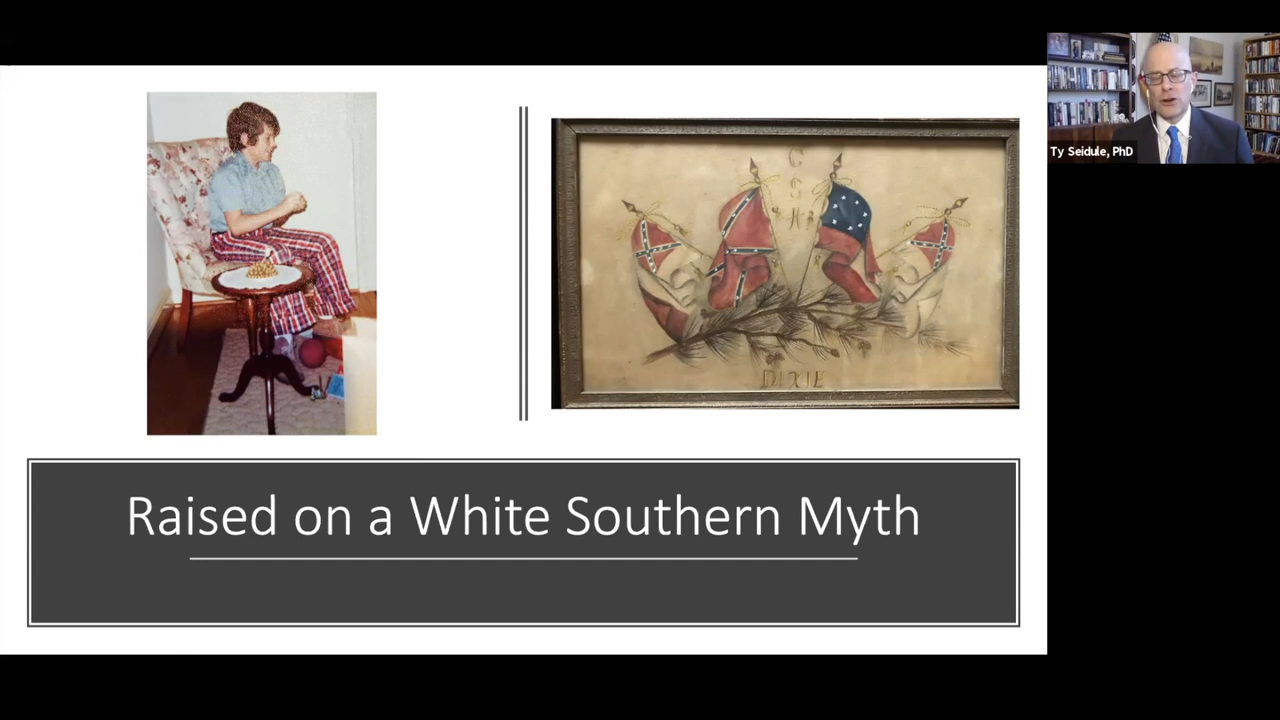 C
S
A
DIXIE
Raised on a White Southern Myth
Ty Seidule, PhD